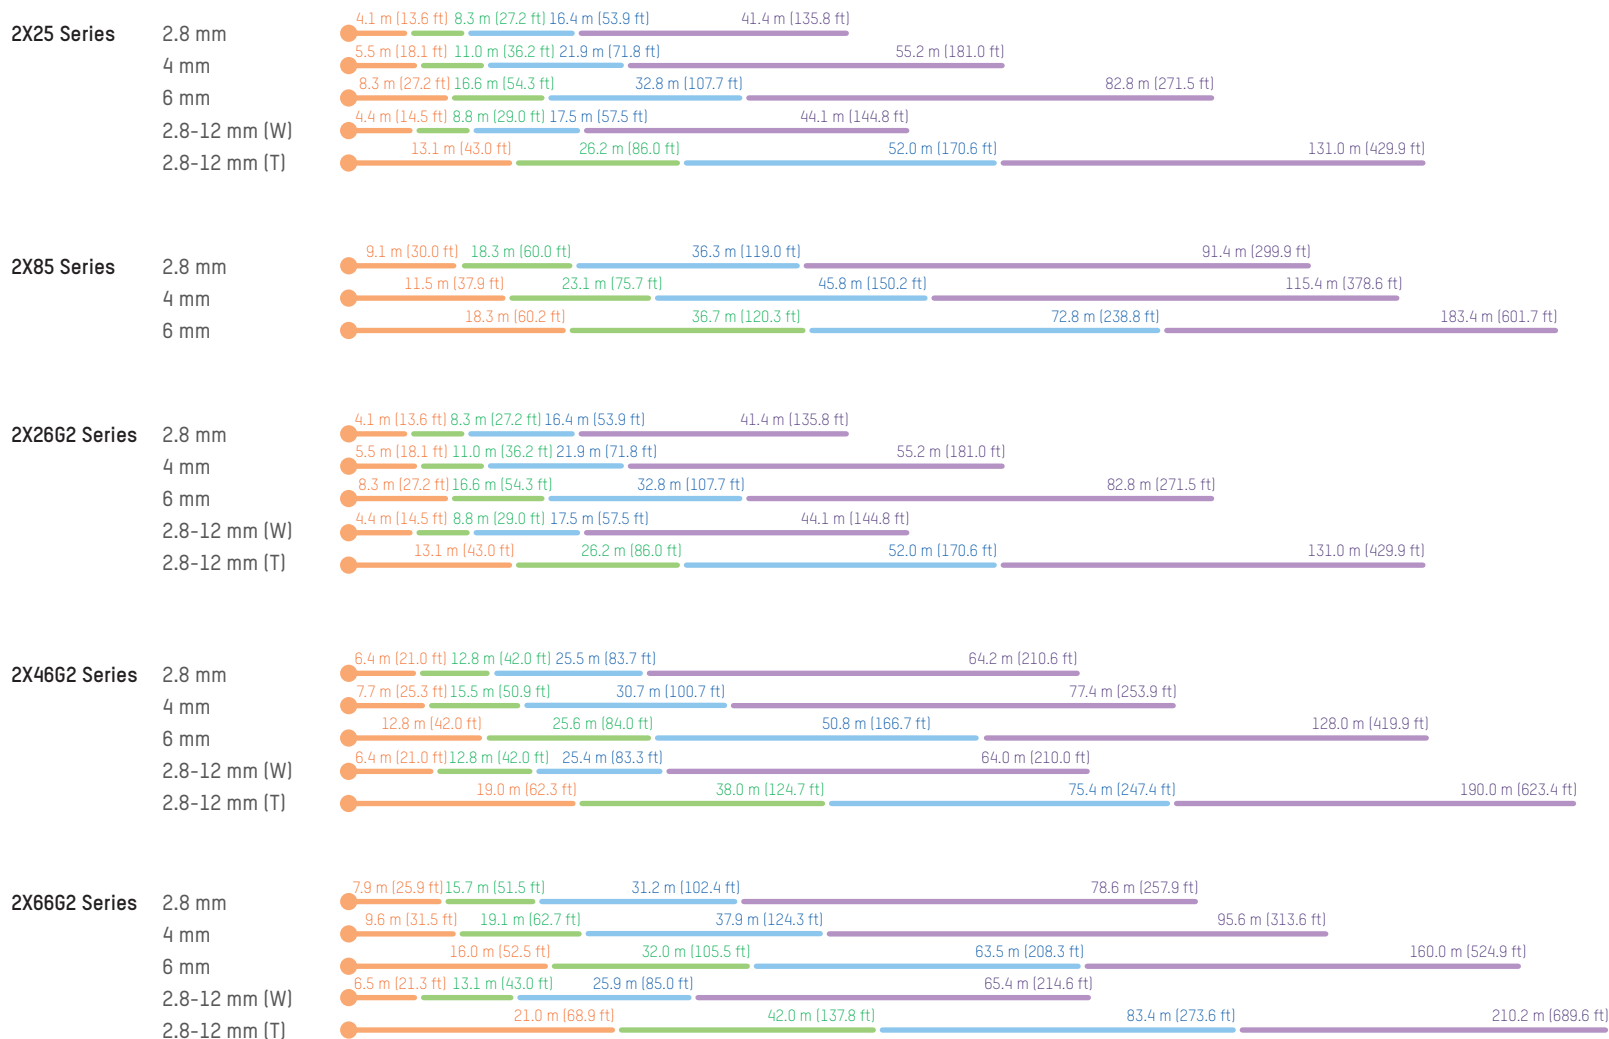 4.1 m (13.6 ft) 8.3 m (27.2 ft) 16.4 m (53.9 ft) 41.4 m (135.8 ft)
2X25 Series 2.8 mm
5.5 m (18.1 ft) 11.0 m (36.2 ft) 21.9 m (71.8 ft) 55.2 m (181.0 ft)
4 mm
8.3 m (27.2 ft) 16.6 m (54.3 ft) 32.8 m (107.7 ft) 82.8 m (271.5 ft)
6 mm
4.4 m (14.5 ft) 8.8 m (29.0 ft) 17.5 m (57.5 ft) 44.1 m (144.8 ft)
2.8-12 mm (W)
13.1 m (43.0 ft) 26.2 m (86.0 ft) 52.0 m (170.6 ft) 131.0 m (429.9 ft)
2.8-12 mm (T)
9.1 m (30.0 ft) 18.3 m (60.0 ft) 36.3 m (119.0 ft) 91.4 m (299.9 ft)
2X85 Series 2.8 mm
11.5 m (37.9 ft) 23.1 m (75.7 ft) 45.8 m (150.2 ft) 115.4 m (378.6 ft)
4 mm
18.3 m (60.2 ft) 36.7 m (120.3 ft) 72.8 m (238.8 ft) 183.4 m (601.7 ft)
6 mm
4.1 m (13.6 ft) 8.3 m (27.2 ft) 16.4 m (53.9 ft) 41.4 m (135.8 ft)
2X26G2 Series 2.8 mm
5.5 m (18.1 ft) 11.0 m (36.2 ft) 21.9 m (71.8 ft) 55.2 m (181.0 ft)
4 mm
8.3 m (27.2 ft) 16.6 m (54.3 ft) 32.8 m (107.7 ft) 82.8 m (271.5 ft)
6 mm
4.4 m (14.5 ft) 8.8 m (29.0 ft) 17.5 m (57.5 ft) 44.1 m (144.8 ft)
2.8-12 mm (W)
13.1 m (43.0 ft) 26.2 m (86.0 ft) 52.0 m (170.6 ft) 131.0 m (429.9 ft)
2.8-12 mm (T)
6.4 m (21.0 ft) 12.8 m (42.0 ft) 25.5 m (83.7 ft) 64.2 m (210.6 ft)
2X46G2 Series 2.8 mm
7.7 m (25.3 ft) 15.5 m (50.9 ft) 30.7 m (100.7 ft) 77.4 m (253.9 ft)
4 mm
12.8 m (42.0 ft) 25.6 m (84.0 ft) 50.8 m (166.7 ft) 128.0 m (419.9 ft)
6 mm
6.4 m (21.0 ft) 12.8 m (42.0 ft) 25.4 m (83.3 ft) 64.0 m (210.0 ft)
2.8-12 mm (W)
19.0 m (62.3 ft) 38.0 m (124.7 ft) 75.4 m (247.4 ft) 190.0 m (623.4 ft)
2.8-12 mm (T)
7.9 m (25.9 ft) 15.7 m (51.5 ft) 31.2 m (102.4 ft) 78.6 m (257.9 ft)
2X66G2 Series 2.8 mm
9.6 m (31.5 ft) 19.1 m (62.7 ft) 37.9 m (124.3 ft) 95.6 m (313.6 ft)
4 mm
16.0 m (52.5 ft) 32.0 m (105.5 ft) 63.5 m (208.3 ft) 160.0 m (524.9 ft)
6 mm
6.5 m (21.3 ft) 13.1 m (43.0 ft) 25.9 m (85.0 ft) 65.4 m (214.6 ft)
2.8-12 mm (W)
21.0 m (68.9 ft) 42.0 m (137.8 ft) 83.4 m (273.6 ft) 210.2 m (689.6 ft)
2.8-12 mm (T)